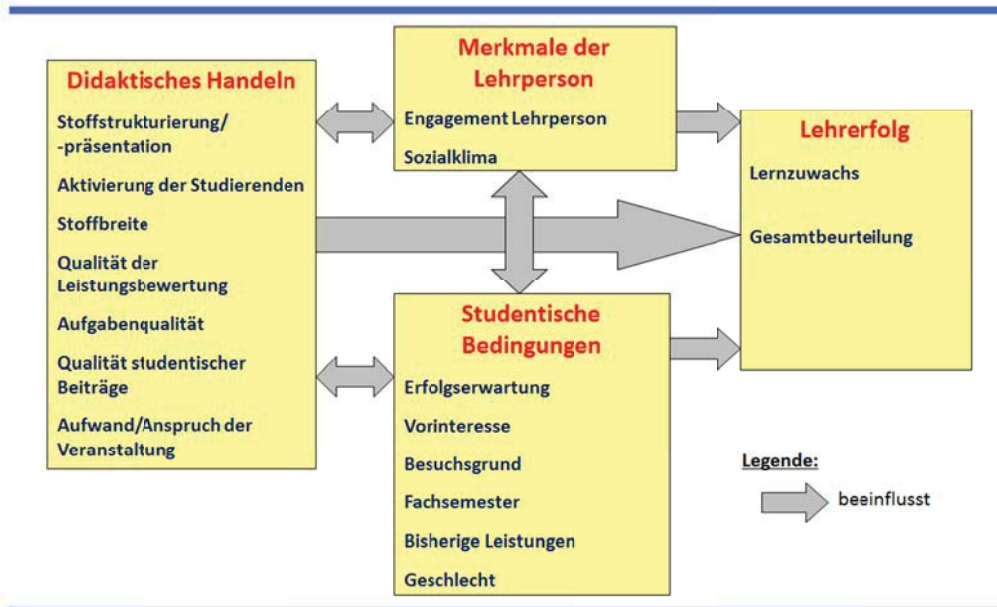 Didaktisches Handeln
Stoffstrukturierung/
-präsentation
Aktivierung der Studierenden
Stoffbreite
Qualität der
Leistungsbewertung
Aufgabenqualität
Qualität studentischer
Beiträge
Aufwand/Anspruch der
Veranstaltung
Merkmale der
Lehrperson
Engagement Lehrperson
Sozialklima
Studentische
Bedingungen
Erfolgserwartung
Vorinteresse
Besuchsgrund
Fachsemester
Bisherige Leistungen
Geschlecht
Lehrerfolg
Lernzuwachs
Gesamtbeurteilung
Legende:
beeinflusst